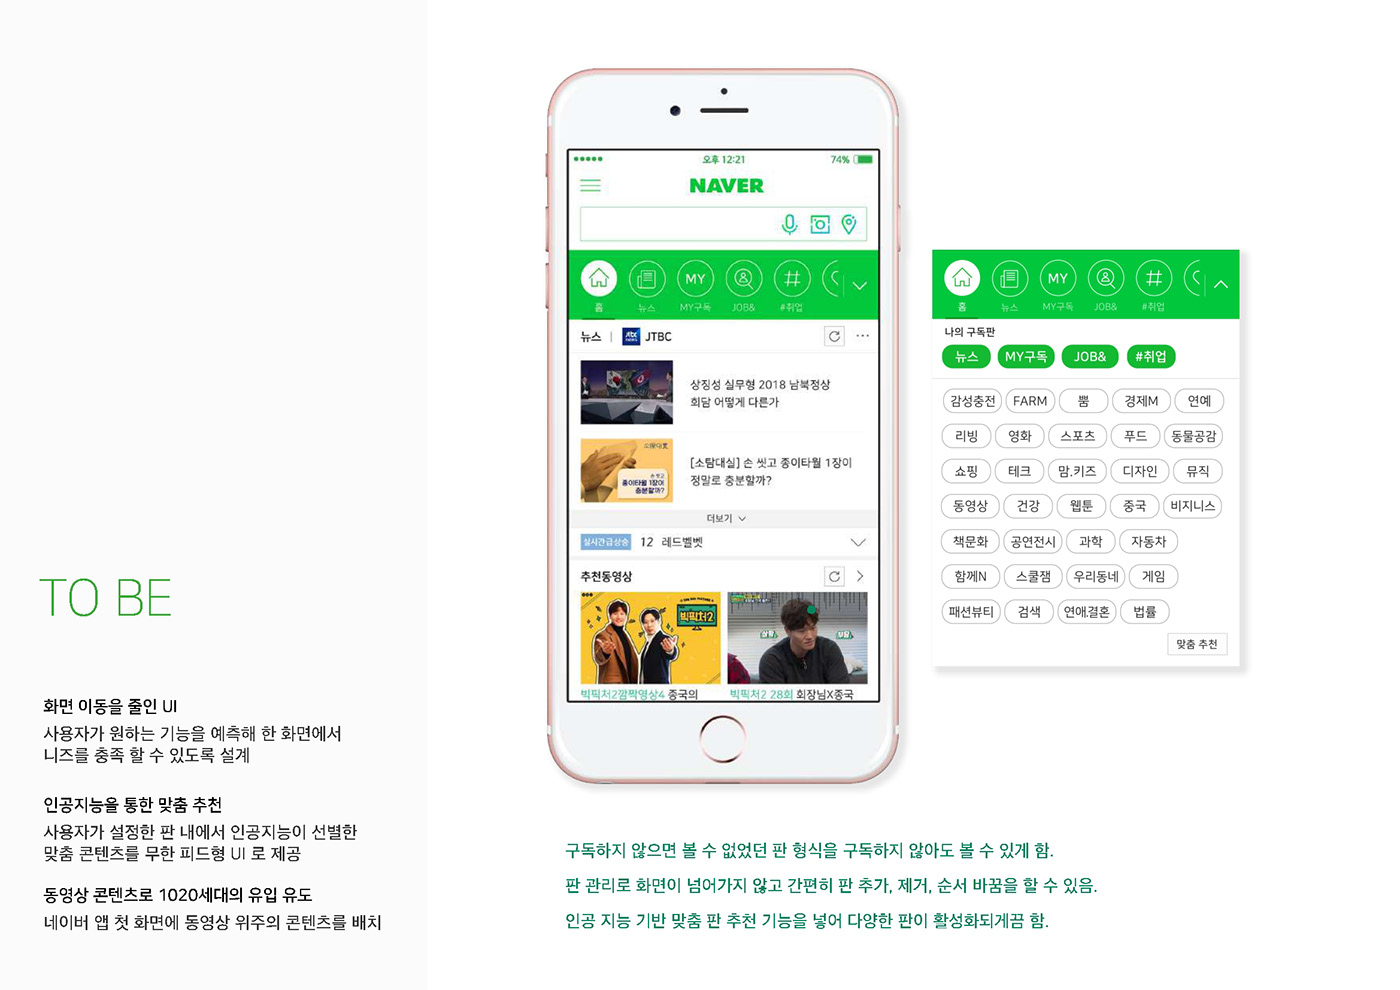 TO BE
화면 이동을 줄인 UI
사용자가 원하는 기능을 예측해 한 화면에서
니즈를 충족 할 수 있도록 설계
인공지능을 통한 맞춤 추천
사용자가 설정한 판 내에서 인공지능이 선별한
맞춤 콘텐츠를 무한 피드형 UI 로 제공
동영상 콘텐츠로 1020세대의 유입 유도
네이버 앱 첫 화면에 동영상 위주의 콘텐츠를 배치
오후 12:21 74%
NAVER
MY #
홈 뉴스 MY구독 JOB& #취업
뉴스 | jtbc news JTBC
상징성 실무형 2018 남북정상
회담 어떻게 다른가
소탐대실
손 씻고
종이타월 1장이
충분할까?
[소탐대실] 손 씻고 종이타월 1장이
정말로 충분할까?
더보기
실시간급상승 12 레드벨벳
추천동영상
빅픽처2
빅픽처2깜짝영상4 종국의
빅픽처2 28회 회장님X종국
MY #
홈 뉴스 MY구독 JOB& #취업
나의 구독판
뉴스 MY구독 JOB& #취업
감성충전 FARM 뿜 경제M 연예
리빙 영화 스포츠 푸드 동물공감
쇼핑 테크 맘.키즈 디자인 뮤직
동영상 건강 웹툰 중국 비지니스
책문화 공연전시 과학 자동차
함께N 스쿨잼 우리동네 게임
패션뷰티 검색 연애.결혼 법률
맞춤 추천
구독하지 않으면 볼 수 없었던 판 형식을 구독하지 않아도 볼 수 있게 함.
판 관리로 화면이 넘어가지 않고 간편히 판 추가, 제거, 순서 바꿈을 할 수 있음.
인공 지능 기반 맞춤 판 추천 기능을 넣어 다양한 판이 활성화되게끔 함.